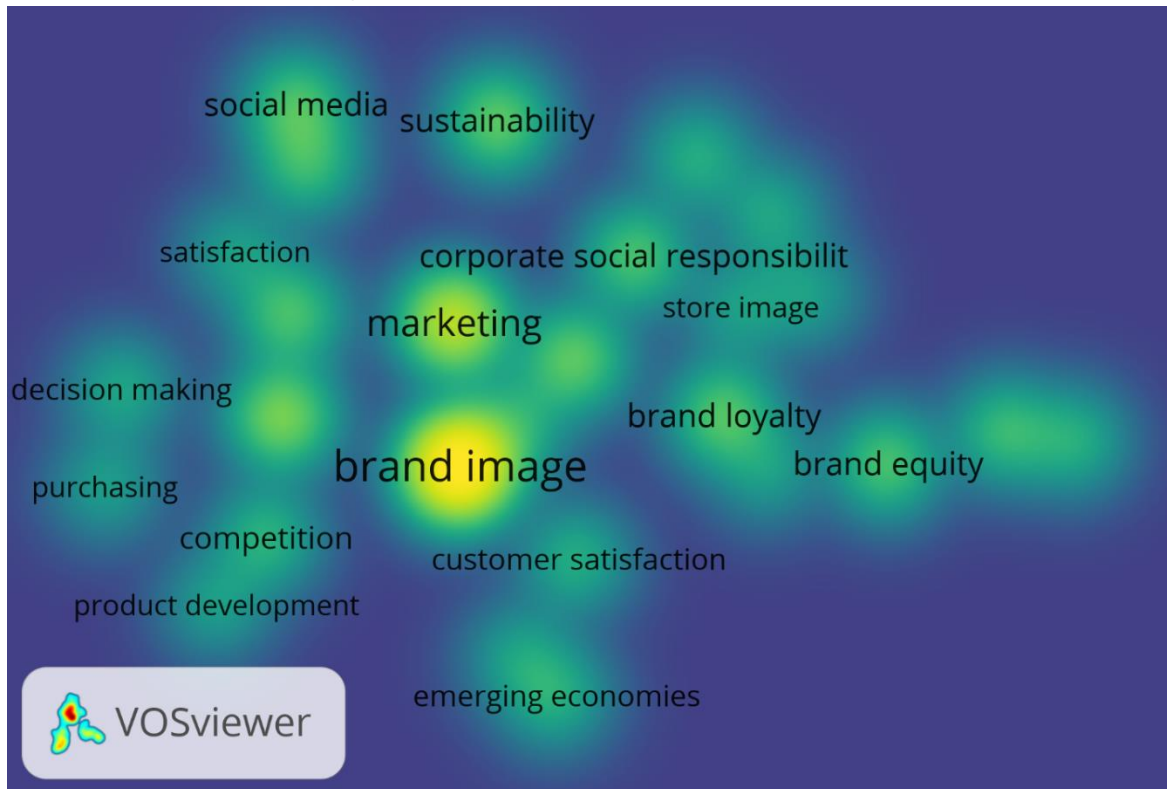 social media
sustainability
satisfaction
corporate social responsibilit
store image
marketing
decision making
brand loyalty
brand image
brand equity
purchasing
competition
customer satisfaction
product development
emerging economies
VOSviewer